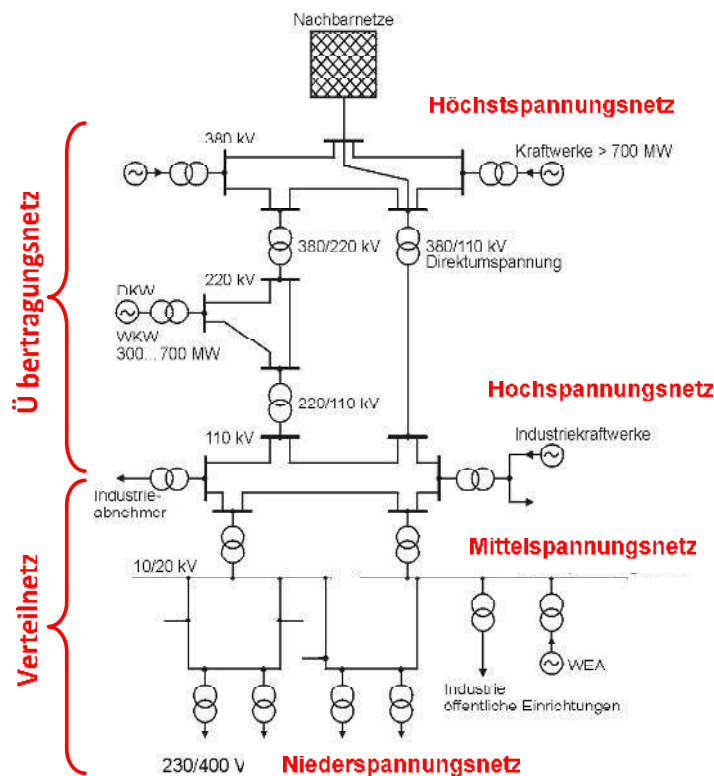 Nachbarnetze
Höchstspannungsnetz
380 kV
Kraftwerke > 700 MW
380/220 kV
380/110 kV
Direktumspannung
220 kV
DKW
WKW
300... 700 MW
220/110 kV
Hochspannungsnetz
110 kV
Industriekraftwerke
Industrie-
abnehmer
Mittelspannungsnetz
10/20 kV
WEA
Industrie
öffentliche Einrichtungen
230/400 V
Niederspannungsnetz
Übertragungsnetz
Verteilnetz